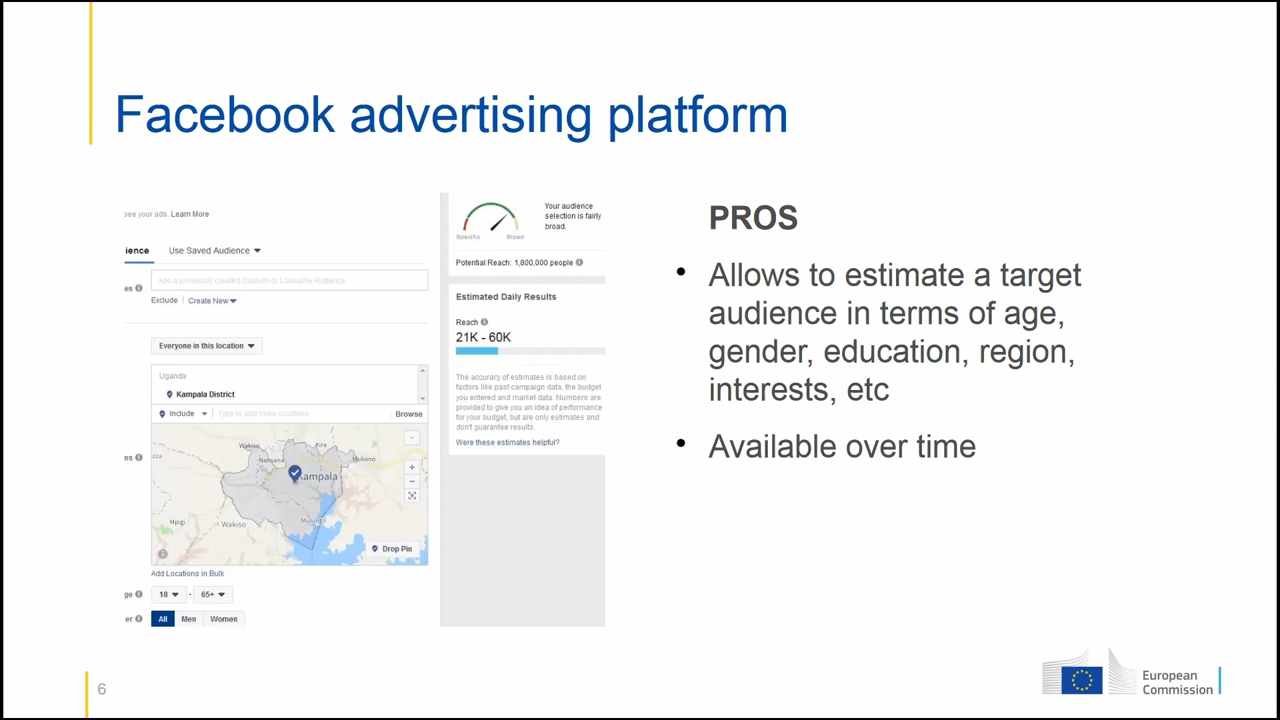 Facebook advertising platform
see your ads. Learn More
ience Use Saved Audience
es
Add a previously created Custom or Lookalike Audience
Exclude | Create New
Everyone in this location
Uganda
Kampala District
Include Type to add more locations Browse
Wakiso Kira
Nansana Mukono
Kampala
Mpigi Wakiso Mulungo
ns
Drop Pin
Add Locations in Bulk
ge 18 - 65+
er All Men Women
Your audience
selection is fairly
broad.
Specific Broad
Potential Reach: 1,800,000 people
Estimated Daily Results
Reach
21K - 60K
The accuracy of estimates is based on
factors like past campaign data, the budget
you entered and market data. Numbers are
provided to give you an idea of performance
for your budget, but are only estimates and
don't guarantee results.
Were these estimates helpful?
PROS
• Allows to estimate a target
audience in terms of age,
gender, education, region,
interests, etc
• Available over time
6
European
Commission